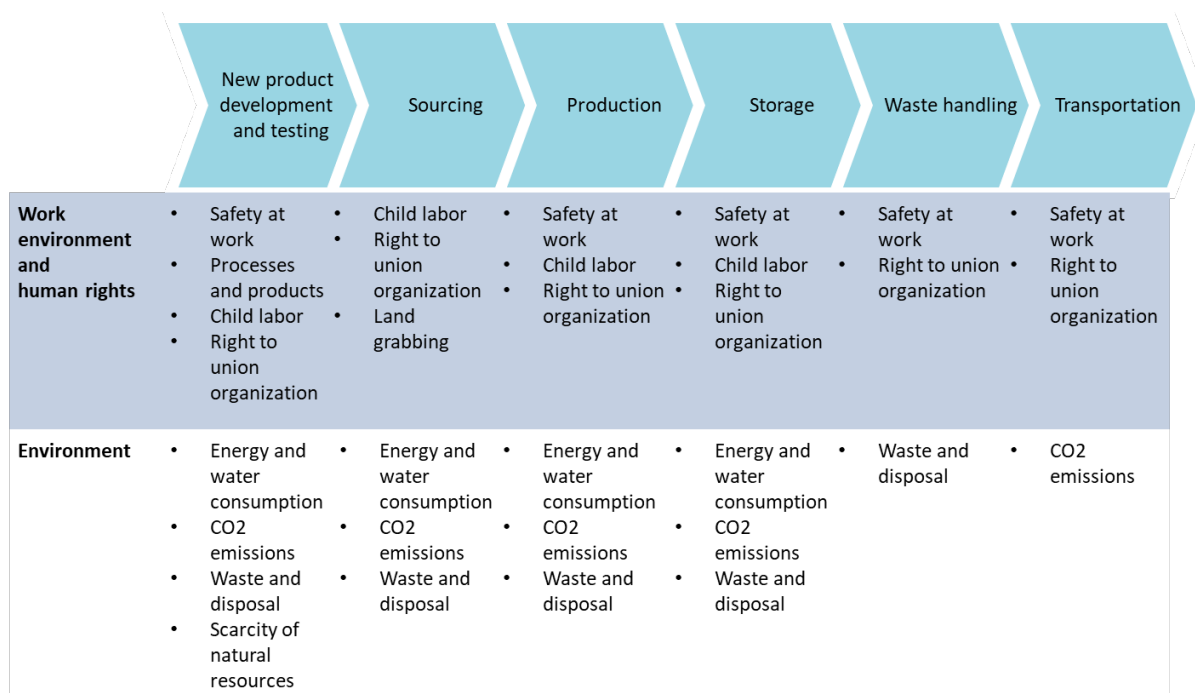 New product
development
and testing
Sourcing
Production
Storage
Waste handling
Transportation
Work
environment
and
human rights
• Safety at
work
• Processes
and products
• Child labor
• Right to
union
organization
• Child labor
• Right to
union
organization
• Land
grabbing
• Safety at
work
• Child labor
• Right to union
organization
• Safety at
work
• Child labor
• Right to
union
organization
• Safety at
work
• Right to union
organization
• Safety at
work
• Right to
union
organization
Environment
• Energy and
water
consumption
• CO2
emissions
• Waste and
disposal
• Scarcity of
natural
resources
• Energy and
water
consumption
• CO2
emissions
• Waste and
disposal
• Energy and
water
consumption
• CO2
emissions
• Waste and
disposal
• Energy and
water
consumption
• CO2
emissions
• Waste and
disposal
• Waste and
disposal
• CO2
emissions